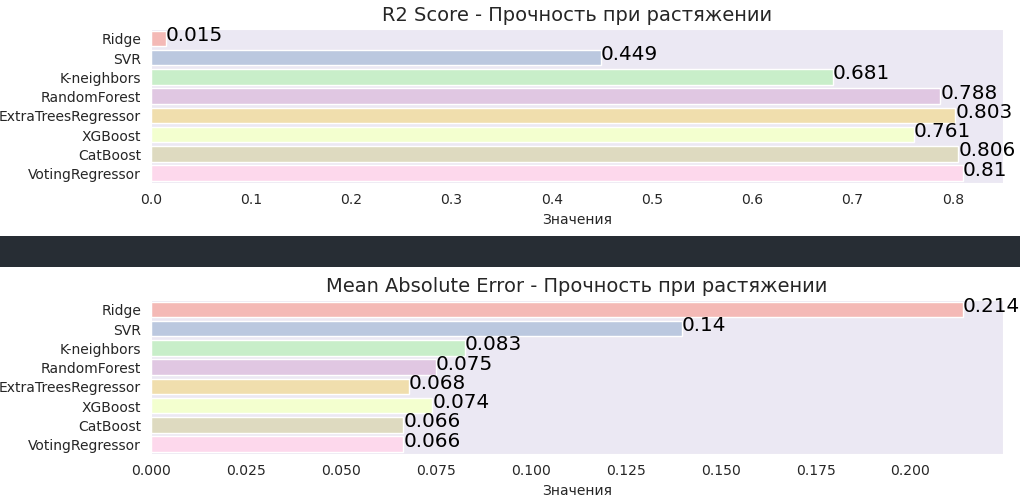 R2 Score - Прочность при растяжении
Ridge 0.015
SVR 0.449
K-neighbors 0.681
RandomForest 0.788
ExtraTreesRegressor 0.803
XGBoost 0.761
CatBoost 0.806
VotingRegressor 0.81
0.0 0.1 0.2 0.3 0.4 0.5 0.6 0.7 0.8
Значения
Mean Absolute Error - Прочность при растяжении
Ridge 0.214
SVR 0.14
K-neighbors 0.083
RandomForest 0.075
ExtraTreesRegressor 0.068
XGBoost 0.074
CatBoost 0.066
VotingRegressor 0.066
0.000 0.025 0.050 0.075 0.100 0.125 0.150 0.175 0.200
Значения